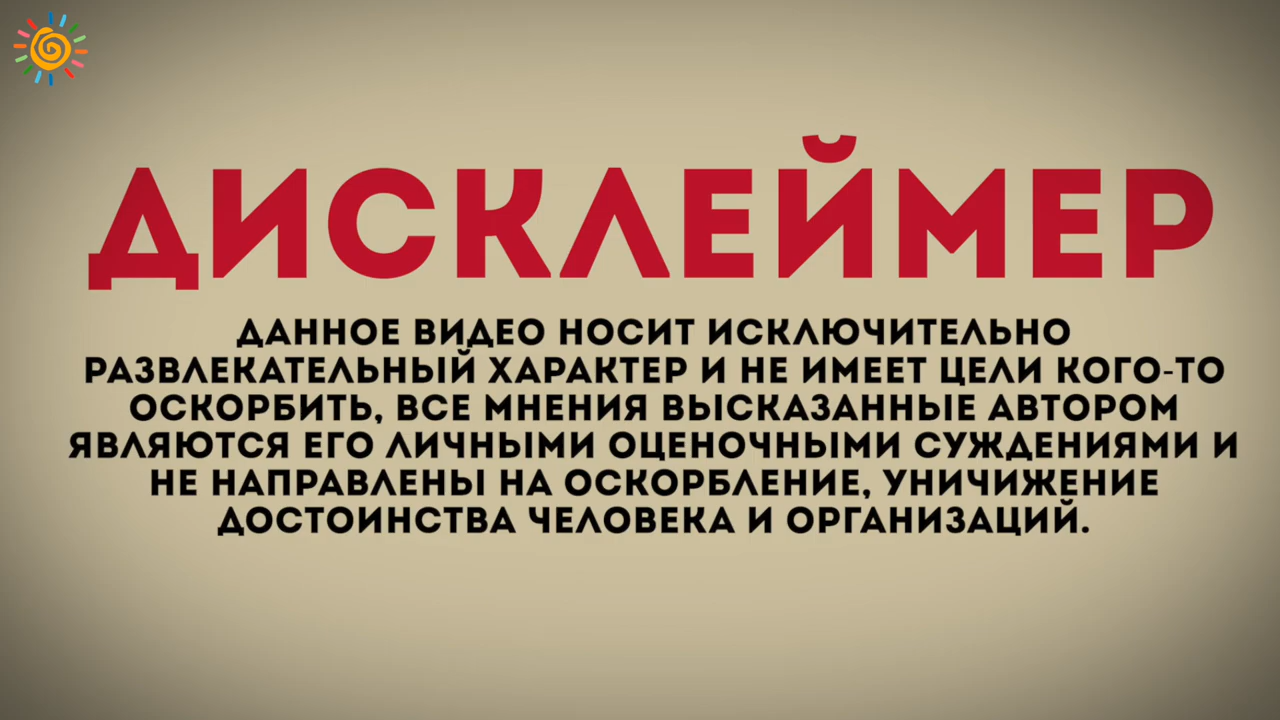 ДИСКЛЕЙМЕР
ДАННОЕ ВИДЕО НОСИТ ИСКЛЮЧИТЕЛЬНО
РАЗВЛЕКАТЕЛЬНЫЙ ХАРАКТЕР И НЕ ИМЕЕТ ЦЕЛИ КОГО-ТО
ОСКОРБИТЬ, ВСЕ МНЕНИЯ ВЫСКАЗАННЫЕ АВТОРОМ
ЯВЛЯЮТСЯ ЕГО ЛИЧНЫМИ ОЦЕНОЧНЫМИ СУЖДЕНИЯМИ И
НЕ НАПРАВЛЕНЫ НА ОСКОРБЛЕНИЕ, УНИЧИЖЕНИЕ
ДОСТОИНСТВА ЧЕЛОВЕКА И ОРГАНИЗАЦИЙ.